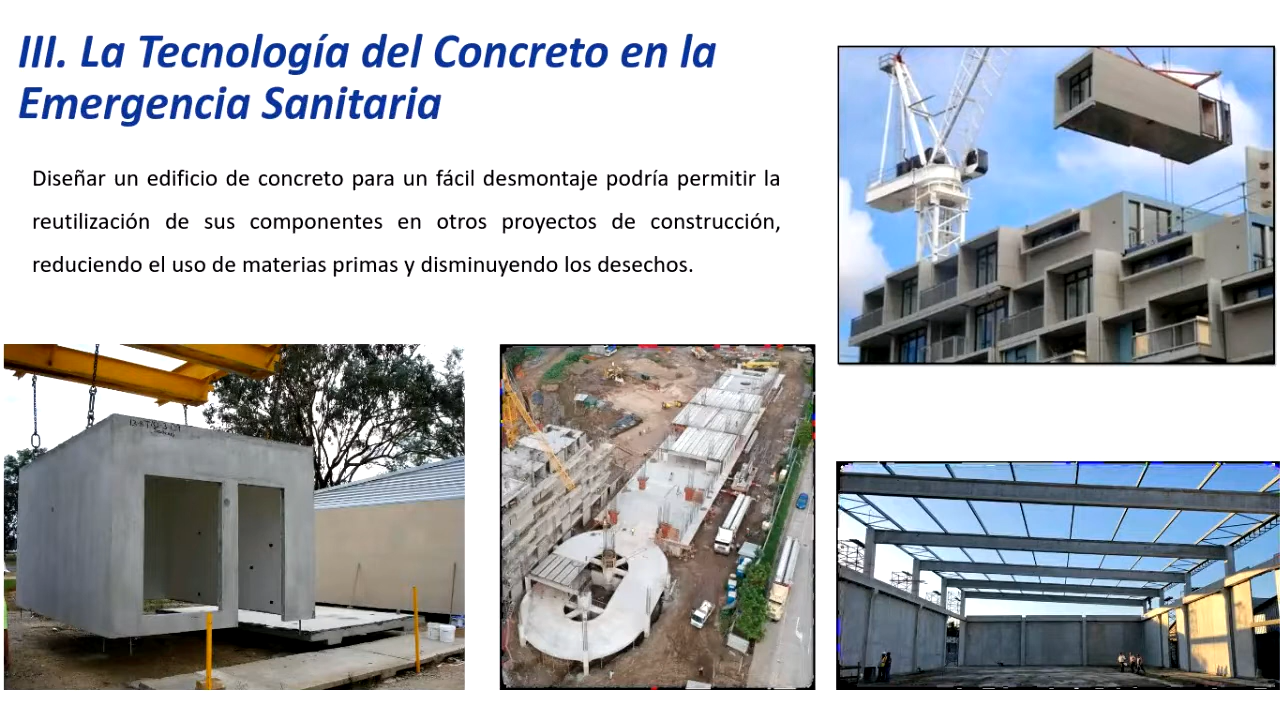 III. La Tecnología del Concreto en la
Emergencia Sanitaria
Diseñar un edificio de concreto para un fácil desmontaje podría permitir la
reutilización de sus componentes en otros proyectos de construcción,
reduciendo el uso de materias primas y disminuyendo los desechos.